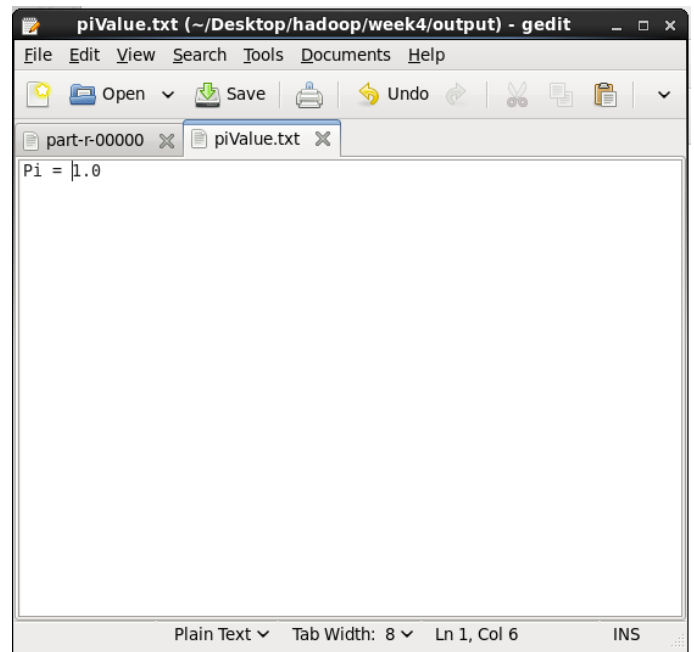 piValue.txt (~/Desktop/hadoop/week4/output) - gedit
File Edit View Search Tools Documents Help
Open Save Undo
part-r-00000 piValue.txt
Pi = 1.0
Plain Text Tab Width: 8 Ln 1, Col 6 INS